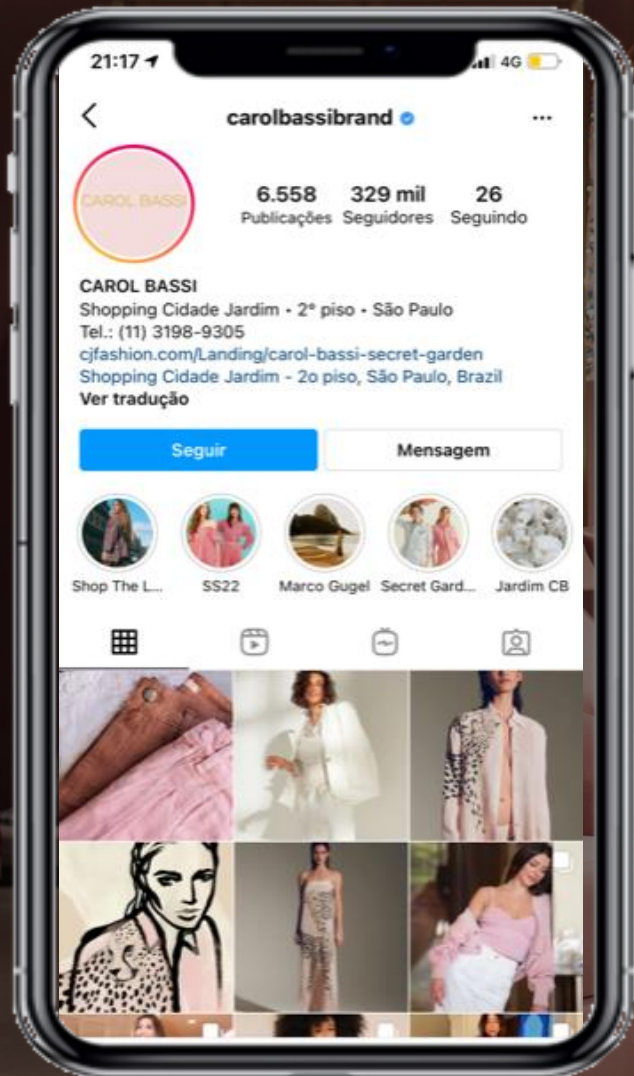 21:17
4G
carolbassibrand
CAROL BASSI
6.558 329 mil 26
Publicações Seguidores Seguindo
CAROL BASSI
Shopping Cidade Jardim • 2° piso • São Paulo
Tel.: (11) 3198-9305
cjfashion.com/Landing/carol-bassi-secret-garden
Shopping Cidade Jardim - 2o piso, São Paulo, Brazil
Ver tradução
Seguir Mensagem
Shop The L... SS22 Marco Gugel Secret Gard... Jardim CB